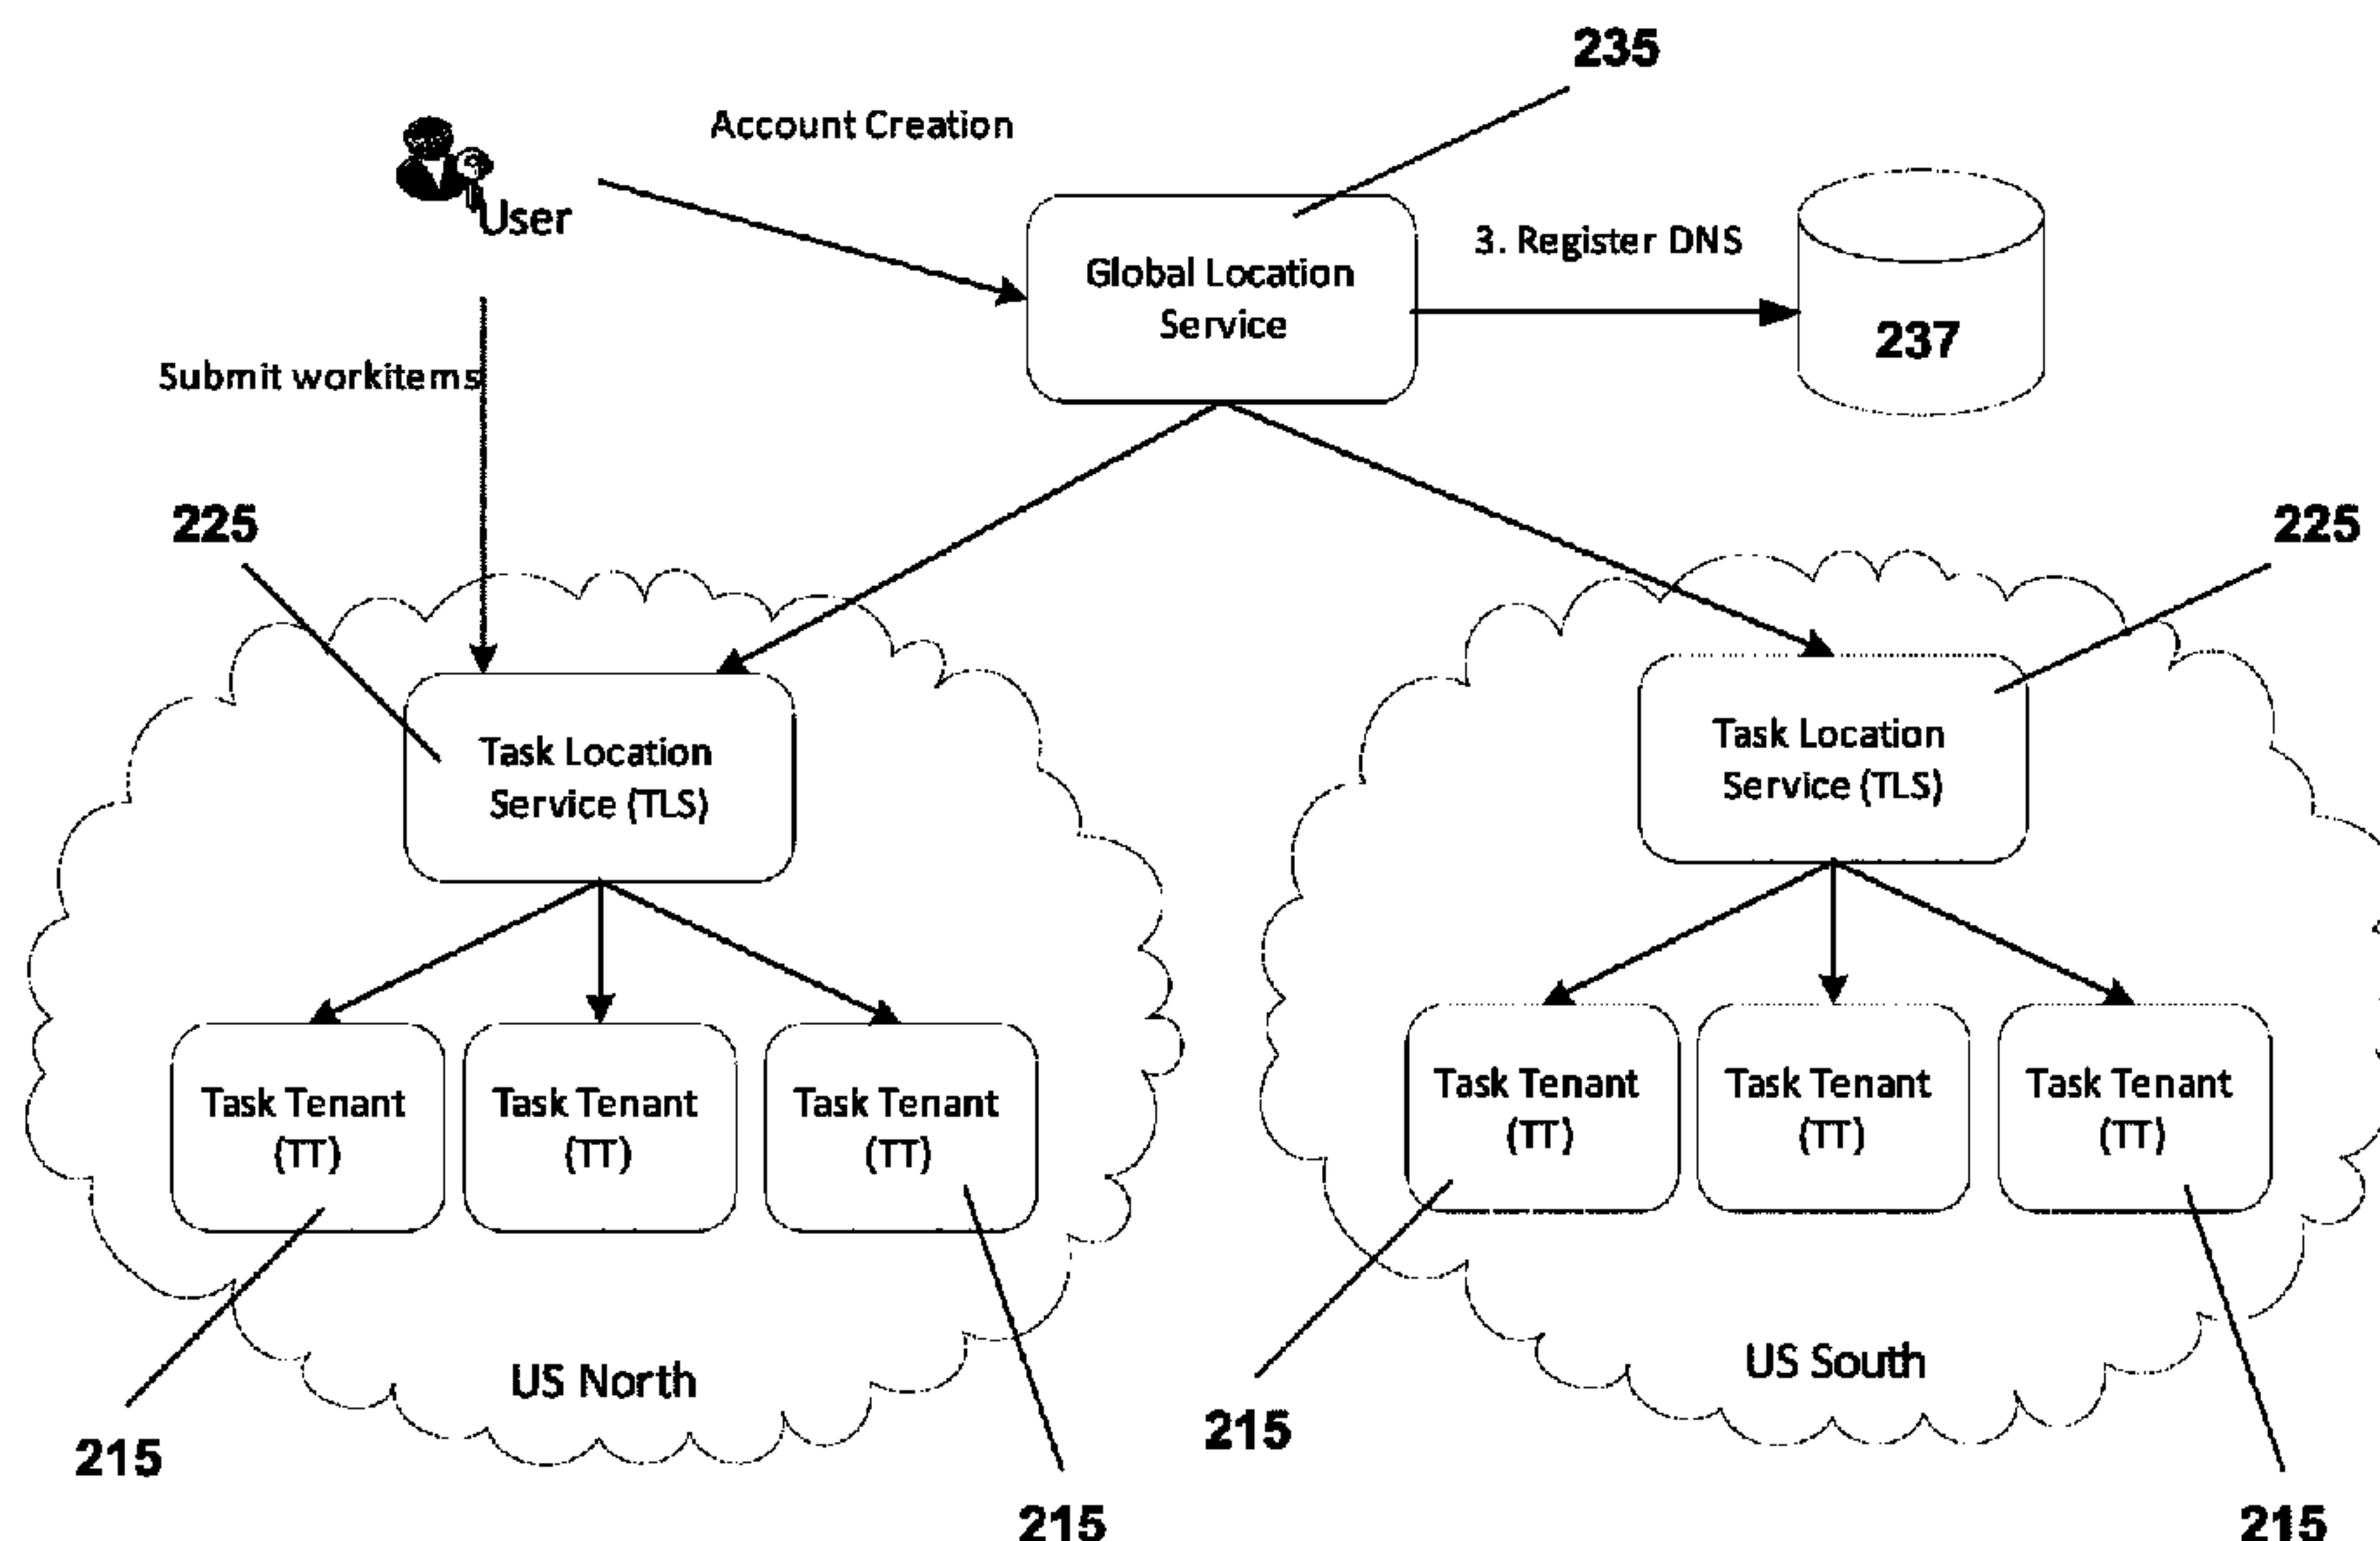 235
Account Creation
User
3. Register DNS
Global Location
Service
237
Submit workitems
225
225
Task Location
Service (TLS)
Task Location
Service (TLS)
Task Tenant
(TT)
Task Tenant
(TT)
Task Tenant
(TT)
Task Tenant
(TT)
Task Tenant
(TT)
Task Tenant
(TT)
US North
US South
215
215
215
215